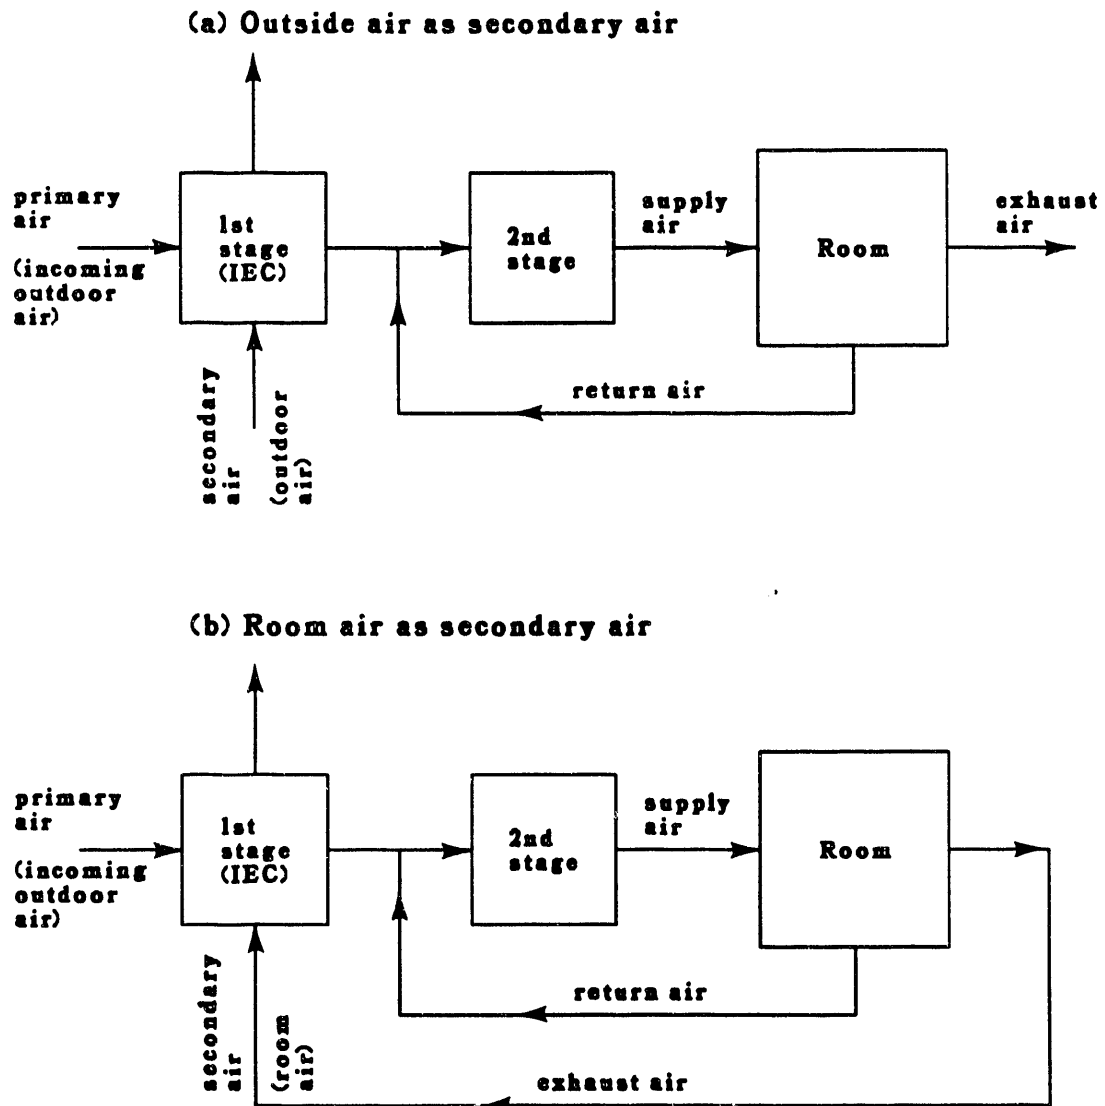 (a) Outside air as secondary air
primary
air
(incoming
outdoor
air)
1st
stage
(IEC)
2nd
stage
supply
air
Room
exhaust
air
return air
secondary
air
(outdoor
air)
(b) Room air as secondary air
primary
air
(incoming
outdoor
air)
1st
stage
(IEC)
2nd
stage
supply
air
Room
return air
secondary
air
(room
air)
exhaust air